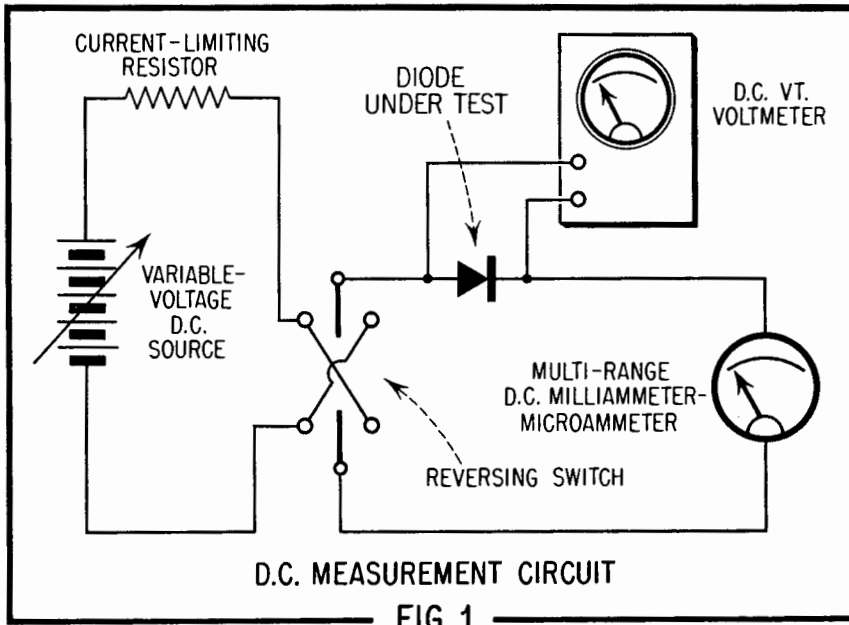 CURRENT-LIMITING
RESISTOR
DIODE
UNDER TEST
D.C. VT.
VOLTMETER
VARIABLE-
VOLTAGE
D.C.
SOURCE
MULTI-RANGE
D.C. MILLIAMMETER-
MICROAMMETER
REVERSING SWITCH
D.C. MEASUREMENT CIRCUIT
FIG 1